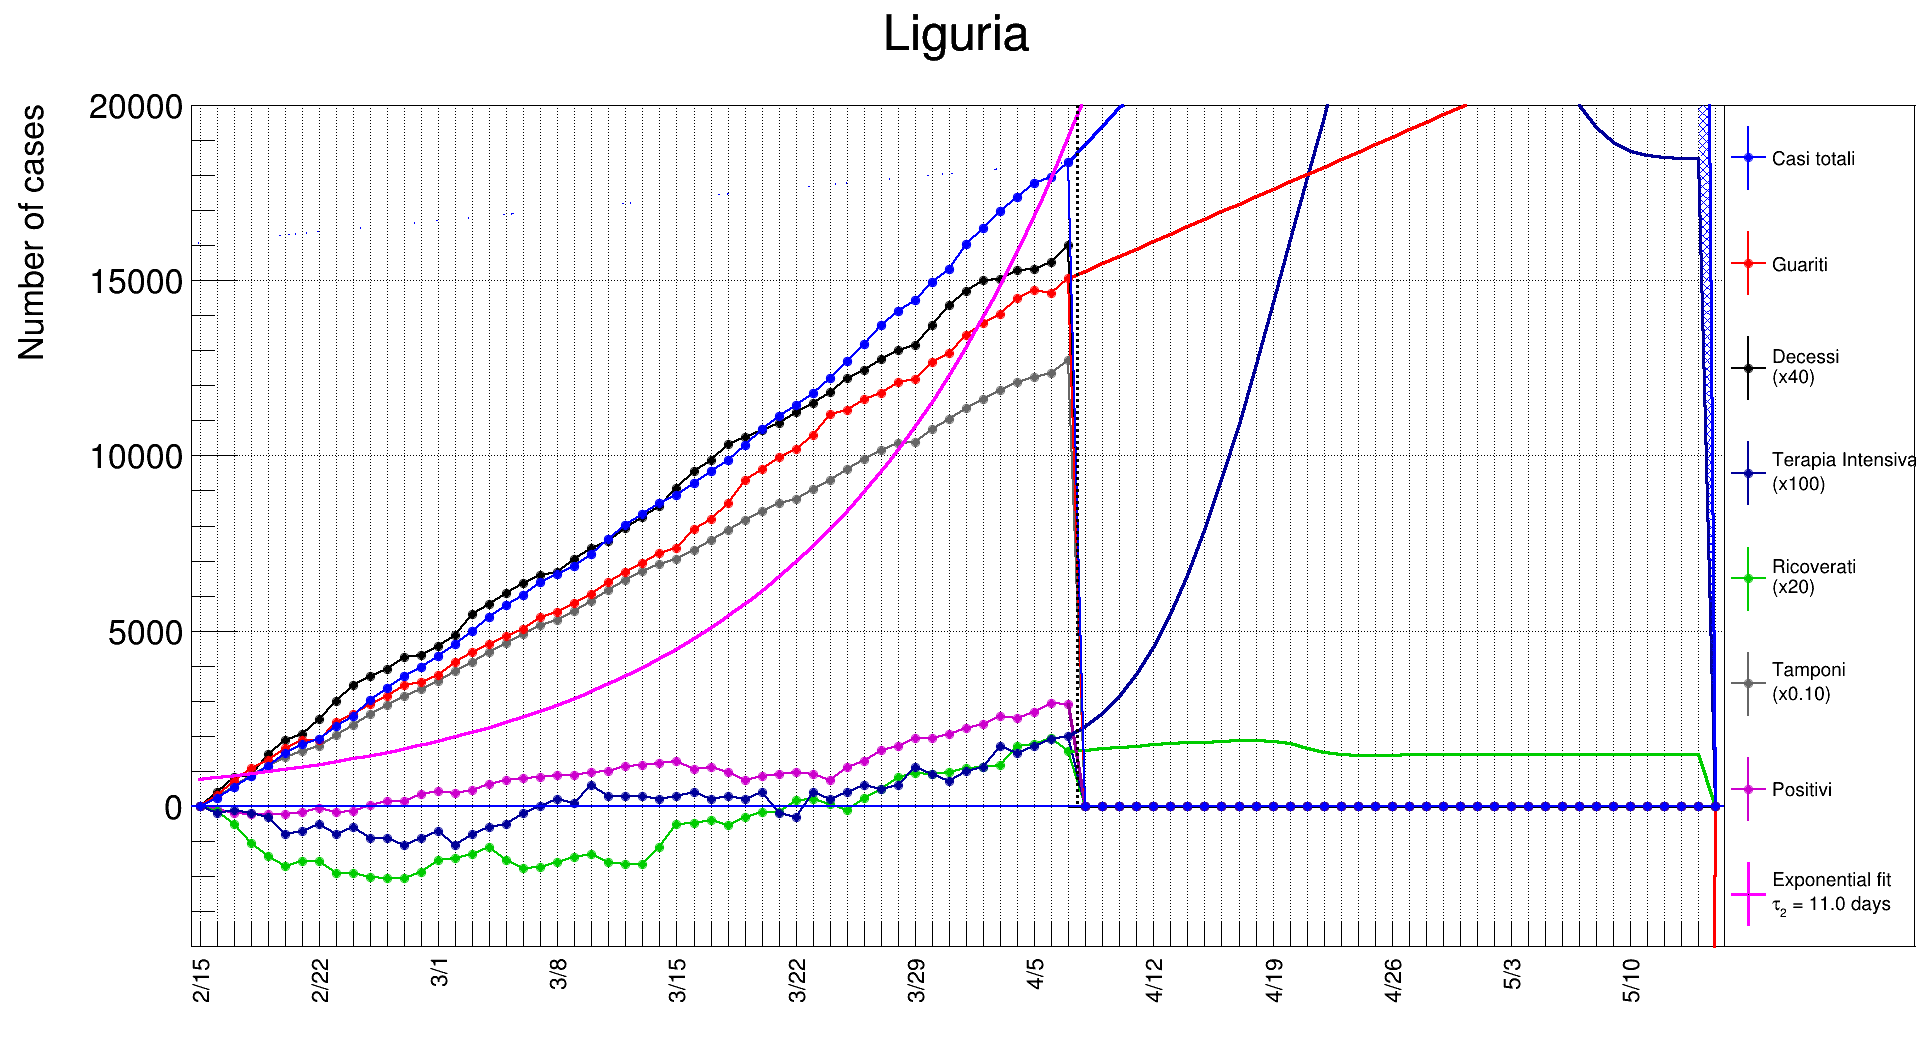 Liguria
Number of cases
20000
15000
10000
5000
0
2/15
2/22
3/1
3/8
3/15
3/22
3/29
4/5
4/12
4/19
4/26
5/3
5/10
Casi totali
Guariti
Decessi
(x40)
Terapia Intensiva
(x100)
Ricoverati
(x20)
Tamponi
(x0.10)
Positivi
Exponential fit
τ2 = 11.0 days